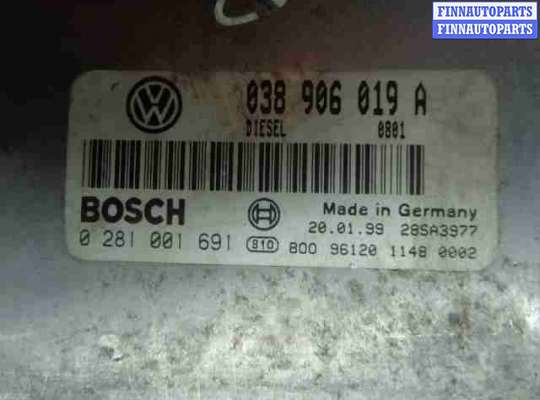 FINNAUTOPARTS
FINNAUTOPARTS
038 906 019 A
DIESEL 0801
BOSCH
Made in Germany
20.01.99 28SA3977
0 281 001 691 810 800 96120 1148 0002